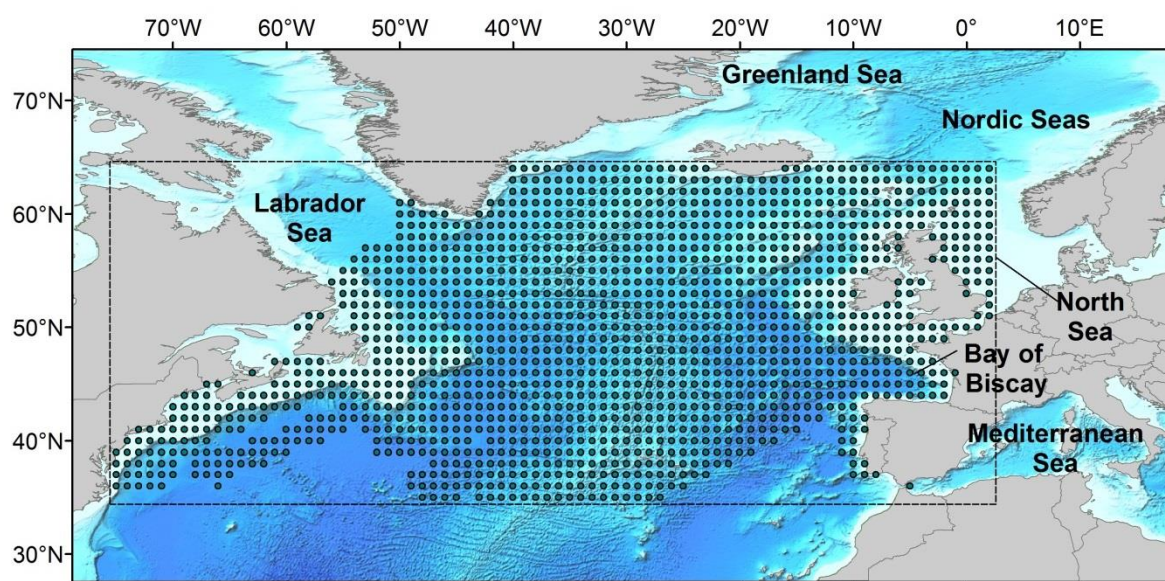 70°W 60°W 50°W 40°W 30°W 20°W 10°W 0° 10°E
Greenland Sea
70°N
Nordic Seas
Labrador
Sea
60°N
North
Sea
50°N
Bay of
Biscay
40°N
Mediterranean
Sea
30°N